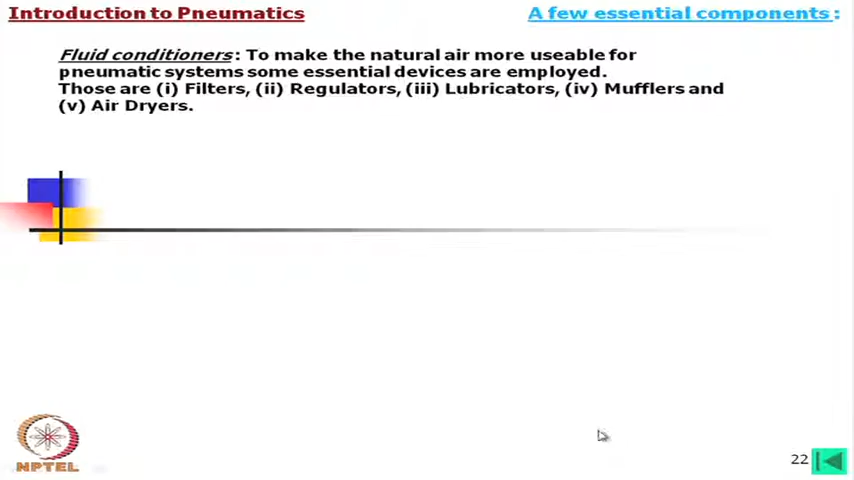 Introduction to Pneumatics
A few essential components :
Fluid conditioners : To make the natural air more useable for
pneumatic systems some essential devices are employed.
Those are (i) Filters, (ii) Regulators, (iii) Lubricators, (iv) Mufflers and
(v) Air Dryers.
NPTEL
22